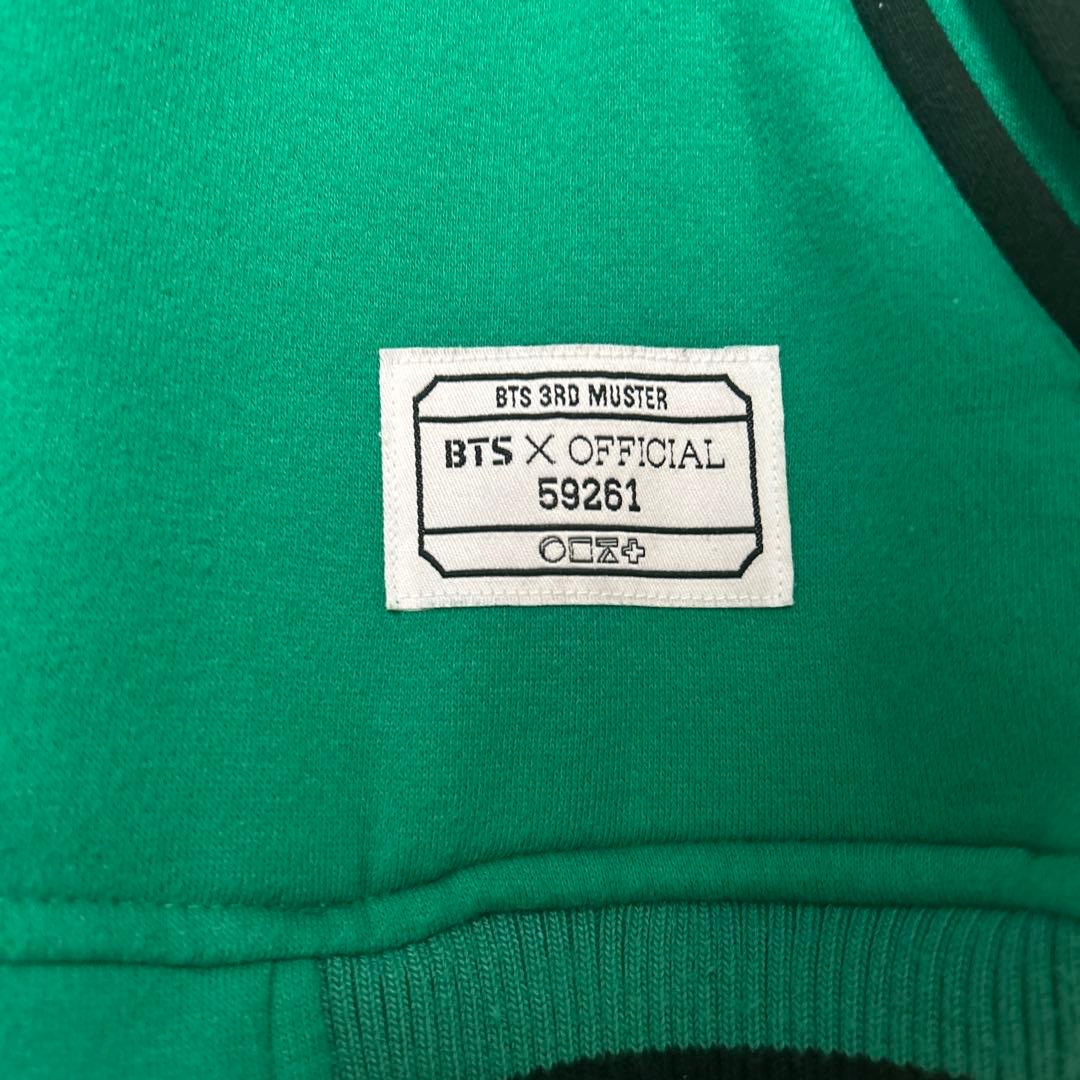 BTS 3RD MUSTER
BTS X OFFICIAL
59261